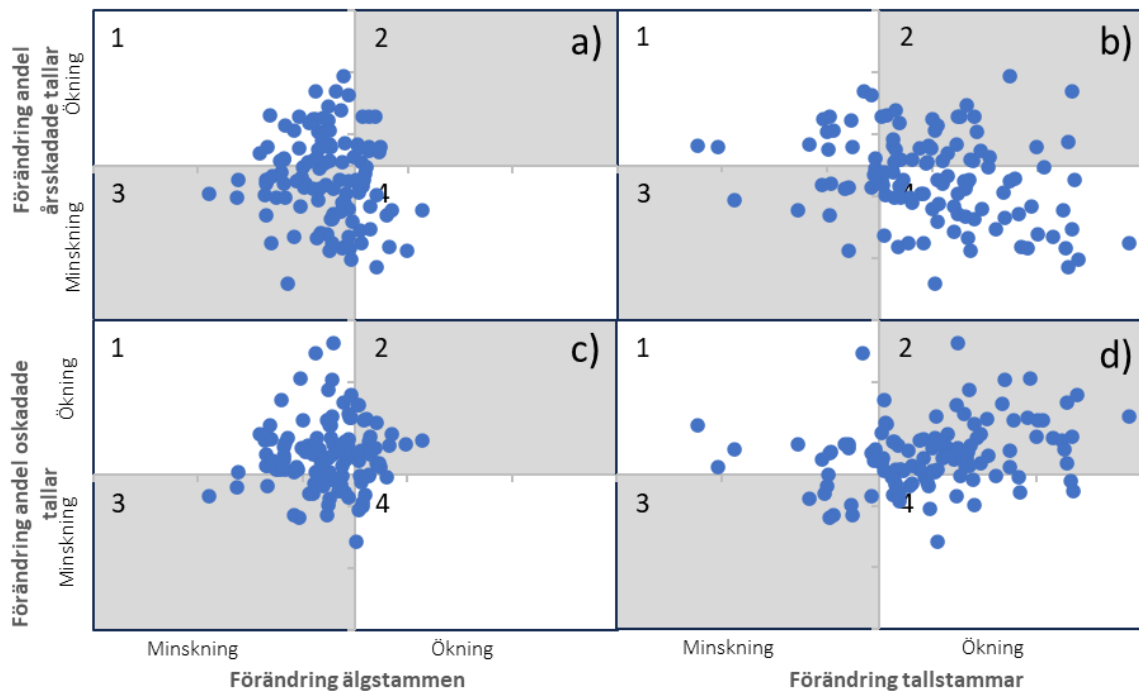 Förändring andel
årsskadade tallar
Ökning
Minskning
1
2
a)
3
4
1
2
b)
3
4
Förändring andel oskadade
tallar
Ökning
Minskning
1
2
c)
3
4
1
2
d)
3
4
Minskning
Ökning
Förändring älgstammen
Minskning
Ökning
Förändring tallstammar